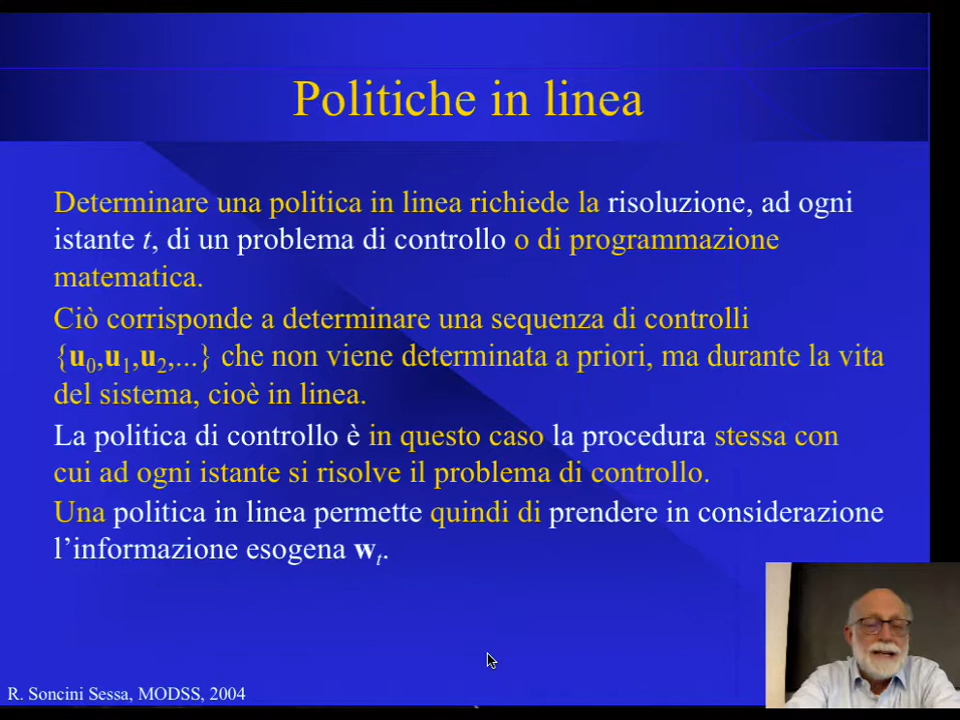 Politiche in linea
Determinare una politica in linea richiede la risoluzione, ad ogni
istante t, di un problema di controllo o di programmazione
matematica.
Ciò corrisponde a determinare una sequenza di controlli
{u0,u1,u2,...} che non viene determinata a priori, ma durante la vita
del sistema, cioè in linea.
La politica di controllo è in questo caso la procedura stessa con
cui ad ogni istante si risolve il problema di controllo.
Una politica in linea permette quindi di prendere in considerazione
l’informazione esogena wt.
R. Soncini Sessa, MODSS, 2004